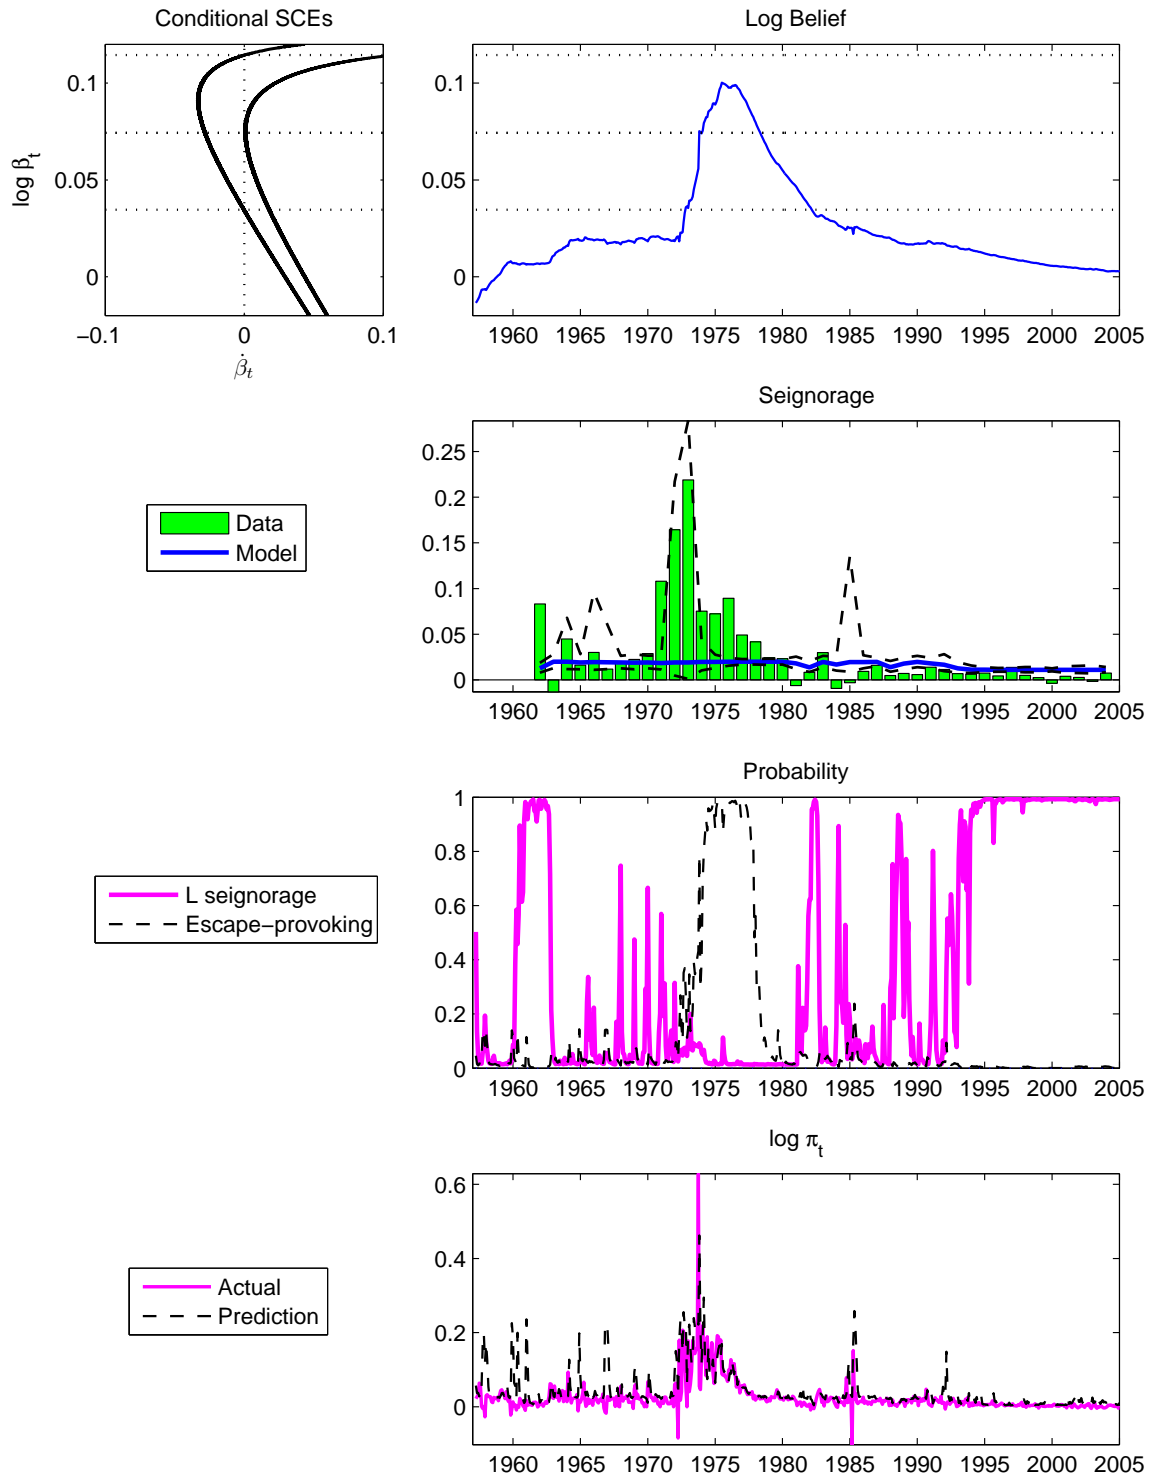 Conditional SCEs
Log Belief
0.1
0.05
0
log βt
−0.1 0 0.1
β̇t
0.1
0.05
0
1960 1965 1970 1975 1980 1985 1990 1995 2000 2005
Seignorage
Data
Model
0.25
0.2
0.15
0.1
0.05
0
1960 1965 1970 1975 1980 1985 1990 1995 2000 2005
Probability
L seignorage
Escape−provoking
1
0.8
0.6
0.4
0.2
0
1960 1965 1970 1975 1980 1985 1990 1995 2000 2005
log πt
Actual
Prediction
0.6
0.4
0.2
0
1960 1965 1970 1975 1980 1985 1990 1995 2000 2005